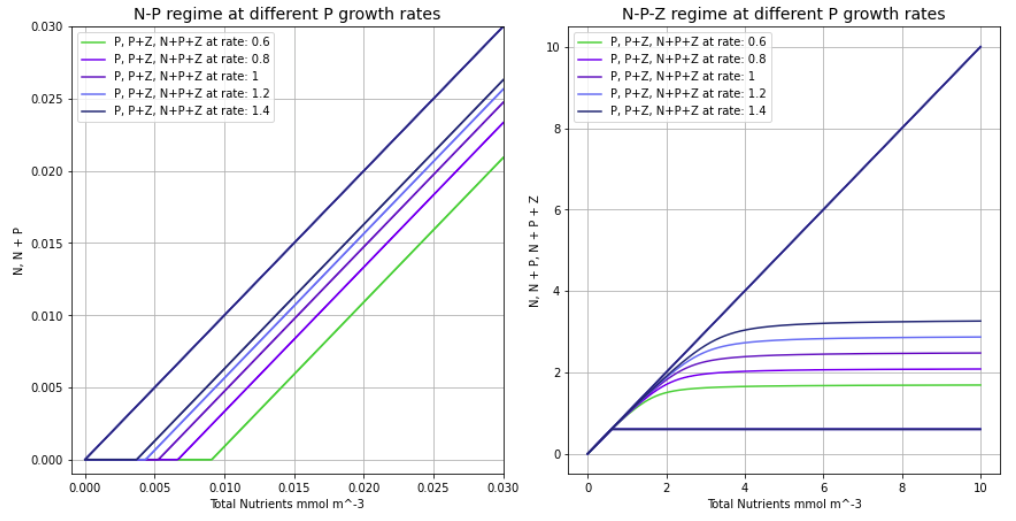 N-P regime at different P growth rates
P, P+Z, N+P+Z at rate: 0.6
P, P+Z, N+P+Z at rate: 0.8
P, P+Z, N+P+Z at rate: 1
P, P+Z, N+P+Z at rate: 1.2
P, P+Z, N+P+Z at rate: 1.4
N, N + P
0.030
0.025
0.020
0.015
0.010
0.005
0.000
0.000 0.005 0.010 0.015 0.020 0.025 0.030
Total Nutrients mmol m^-3
N-P-Z regime at different P growth rates
P, P+Z, N+P+Z at rate: 0.6
P, P+Z, N+P+Z at rate: 0.8
P, P+Z, N+P+Z at rate: 1
P, P+Z, N+P+Z at rate: 1.2
P, P+Z, N+P+Z at rate: 1.4
N, N + P, N + P + Z
10
8
6
4
2
0
0 2 4 6 8 10
Total Nutrients mmol m^-3